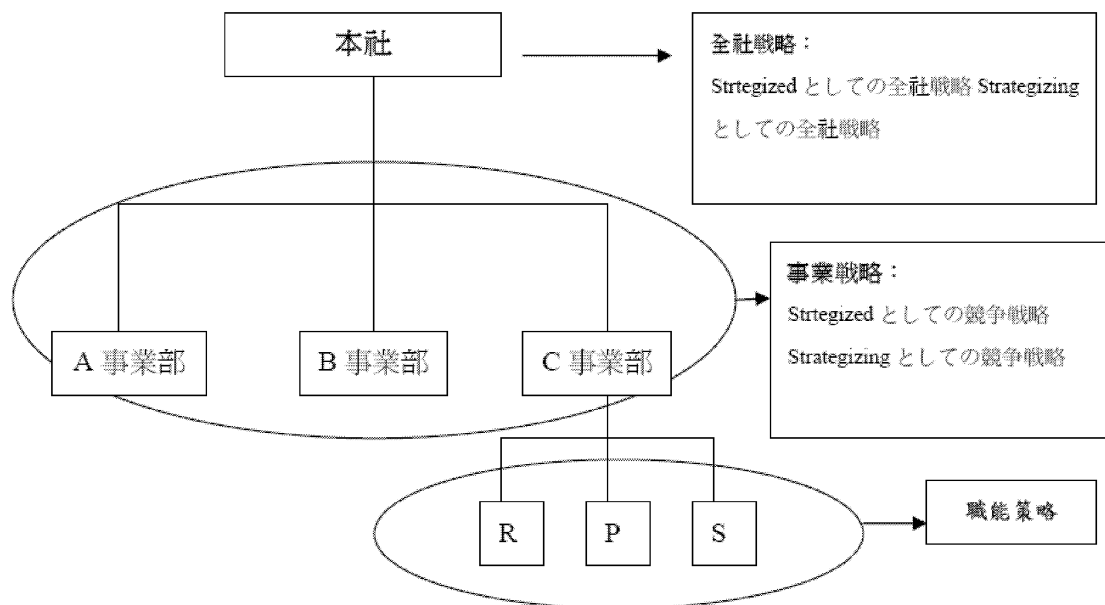 本社
全社戦略：
Strtegized としての全社戦略 Strategizing
としての全社戦略
事業戦略：
Strtegized としての競争戦略
Strategizing としての競争戦略
A 事業部
B 事業部
C 事業部
R
P
S
職能策略